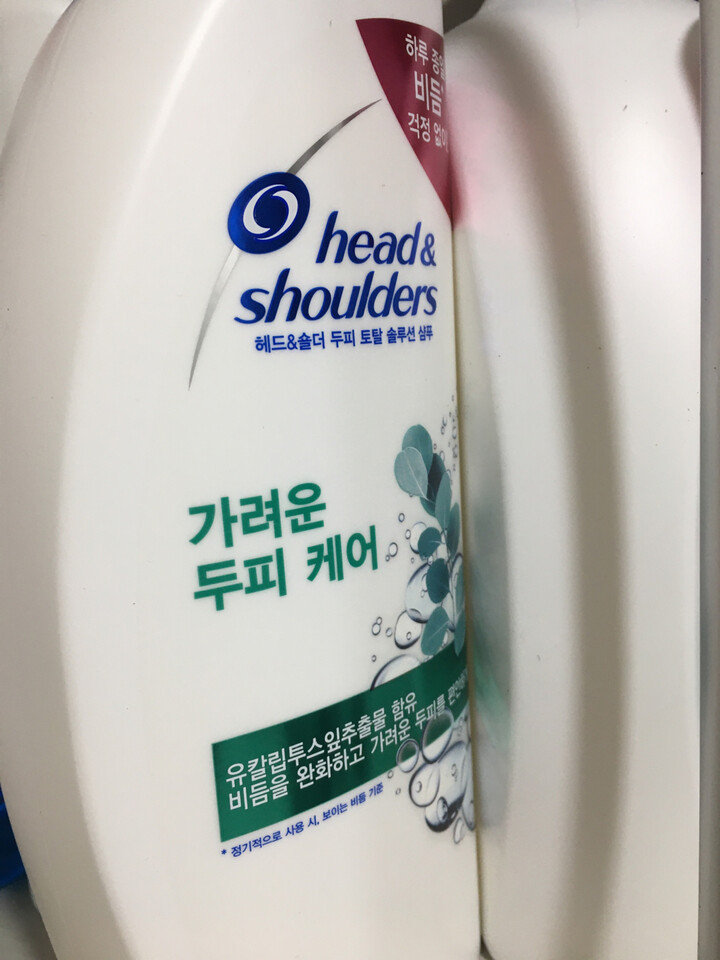 하루 종일
비듬*
걱정 없이
head &
shoulders
헤드&숄더 두피 토탈 솔루션 샴푸
가려운
두피 케어
유칼립투스잎추출물 함유
비듬을 완화하고 가려운 두피를
* 정기적으로 사용 시, 보이는 비듬 기준